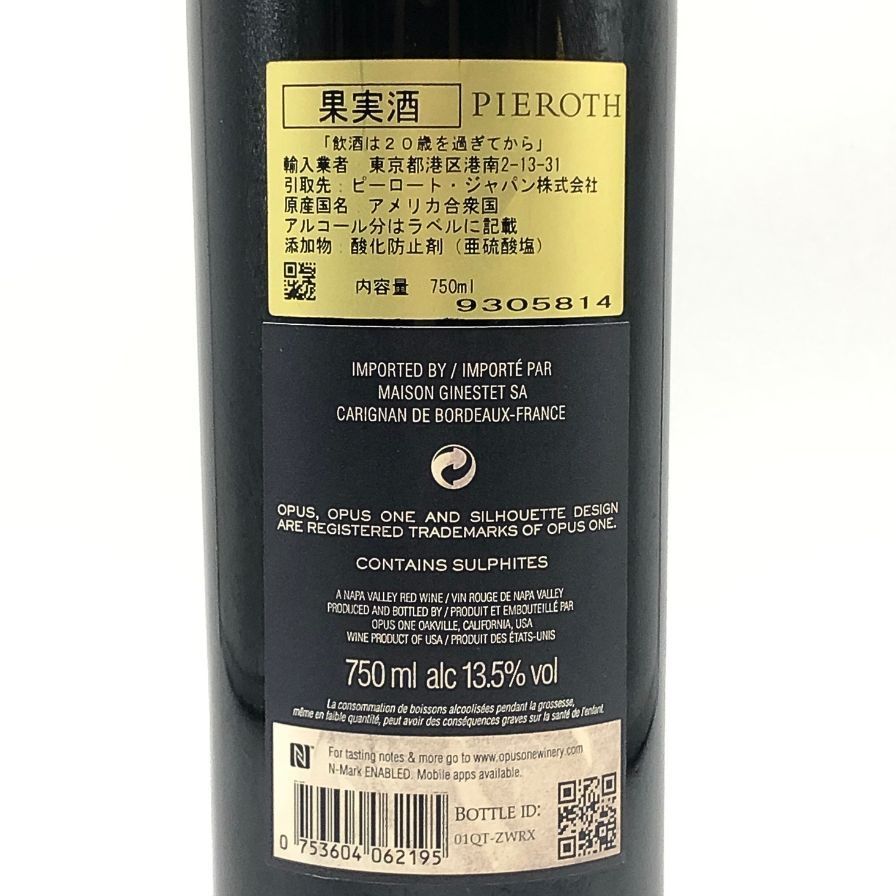 果実酒 PIEROTH
「飲酒は20歳を過ぎてから」
輸入業者 東京都港区港南2-13-31
引取先:ピーロート・ジャパン株式会社
原産国名:アメリカ合衆国
アルコール分はラベルに記載
添加物:酸化防止剤(亜硫酸塩)
内容量 750ml
9305814
IMPORTED BY / IMPORTÉ PAR
MAISON GINESTET SA
CARIGNAN DE BORDEAUX-FRANCE
OPUS, OPUS ONE AND SILHOUETTE DESIGN
ARE REGISTERED TRADEMARKS OF OPUS ONE.
CONTAINS SULPHITES
A NAPA VALLEY RED WINE / VIN ROUGE DE NAPA VALLEY
PRODUCED AND BOTTLED BY / PRODUIT ET EMBOUTEILLÉ PAR
OPUS ONE OAKVILLE, CALIFORNIA, USA
WINE PRODUCT OF USA / PRODUIT DES ÉTATS-UNIS
750 ml alc 13.5% vol
La consommation de boissons alcoolisées pendant la grossesse,
même en faible quantité, peut avoir des conséquences graves sur la santé de l'enfant.
N™ For tasting notes & more go to www.opusonewinery.com
N-Mark ENABLED. Mobile apps available.
BOTTLE ID:
01QT-ZWRX
0 753604 062195